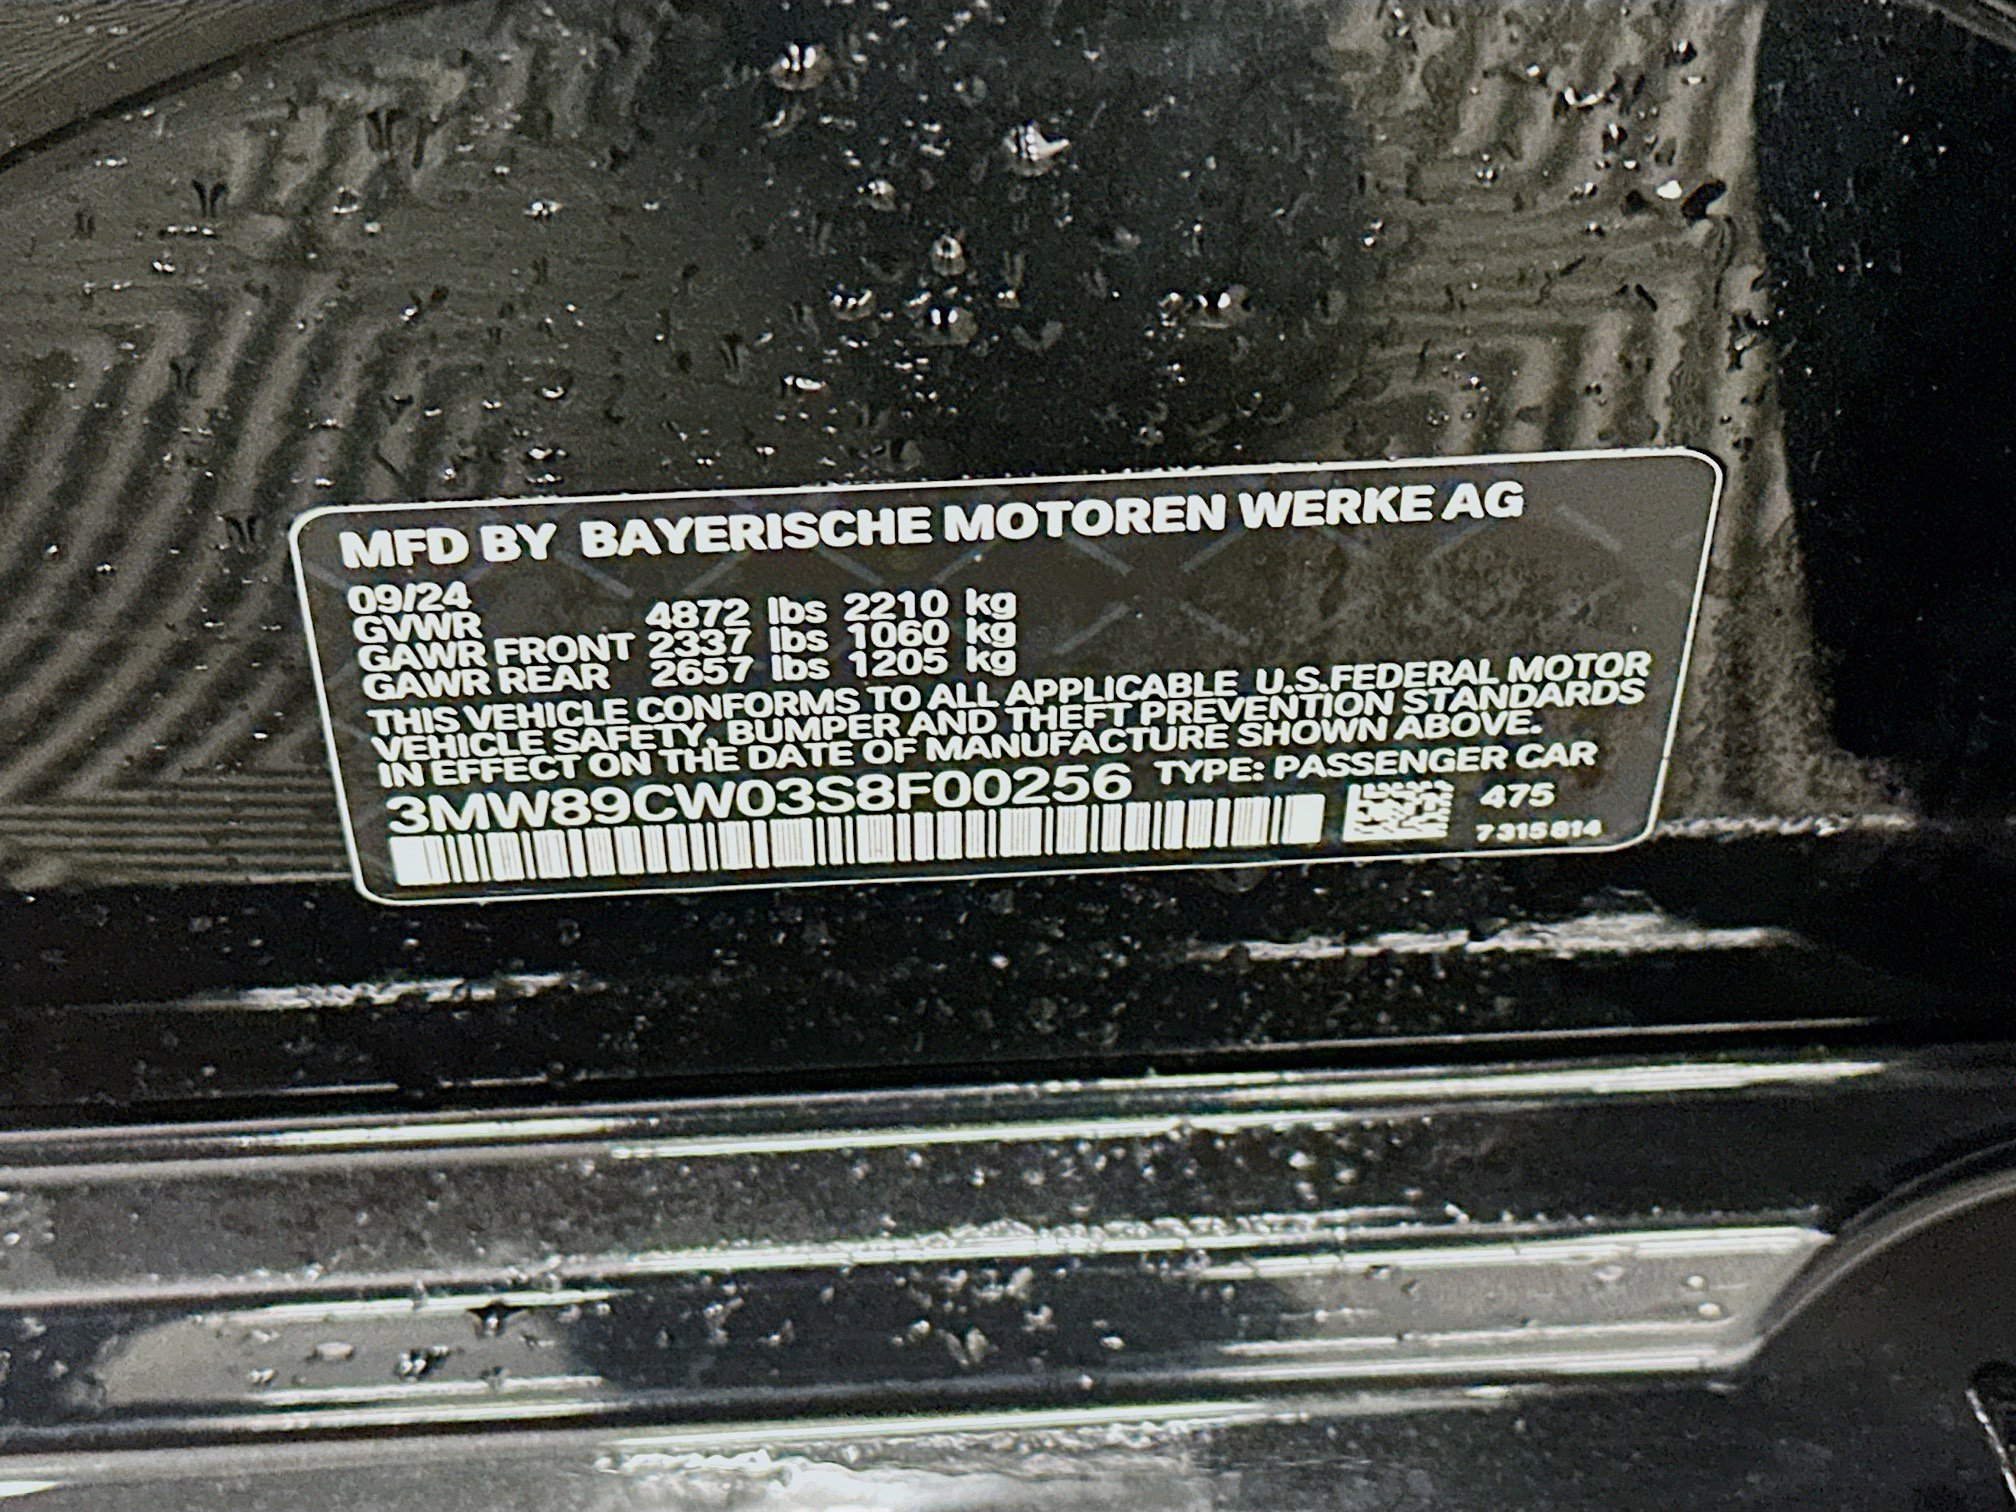 MFD BY BAYERISCHE MOTOREN WERKE AG
09/24
GVWR 4872 lbs 2210 kg
GAWR FRONT 2337 lbs 1060 kg
GAWR REAR 2657 lbs 1205 kg
THIS VEHICLE CONFORMS TO ALL APPLICABLE U.S.FEDERAL MOTOR
VEHICLE SAFETY, BUMPER AND THEFT PREVENTION STANDARDS
IN EFFECT ON THE DATE OF MANUFACTURE SHOWN ABOVE.
3MW89CW03S8F00256 TYPE: PASSENGER CAR
475
7315614